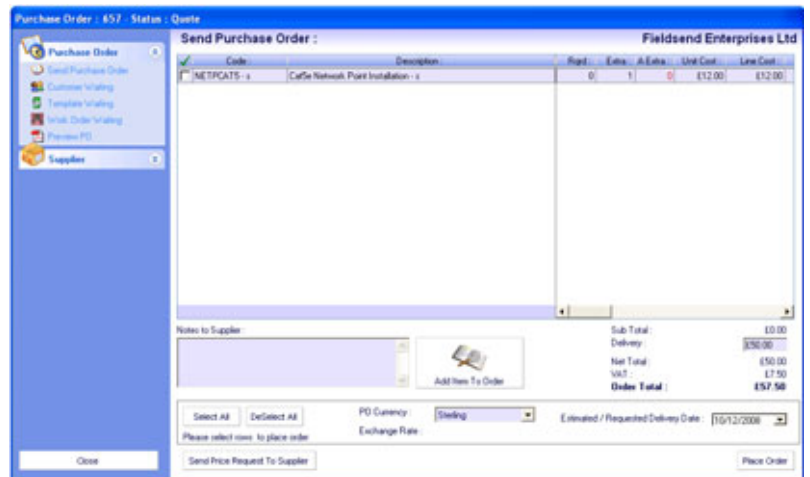 Purchase Order : 657 - Status : Quote
Purchase Order
Send Purchase Order
Customer Waiting
Template Waiting
Work Order Waiting
Preview PO
Supplier
Close
Send Purchase Order :
Fieldsend Enterprises Ltd
Code : Description : Rqd : Extra : A.Extra : Unit Cost : Line Cost :
Cat5e Network Point Installation - s 0 1 0 £12.00 £12.00
Notes to Supplier :
Add Item To Order
Sub Total : £0.00
Delivery : £50.00
Net Total : £50.00
VAT : £7.50
Order Total : £57.50
Select All DeSelect All
Please select rows to place order
PO Currency : Sterling
Exchange Rate :
Estimated / Requested Delivery Date : 16/12/2008
Send Price Request To Supplier
Place Order